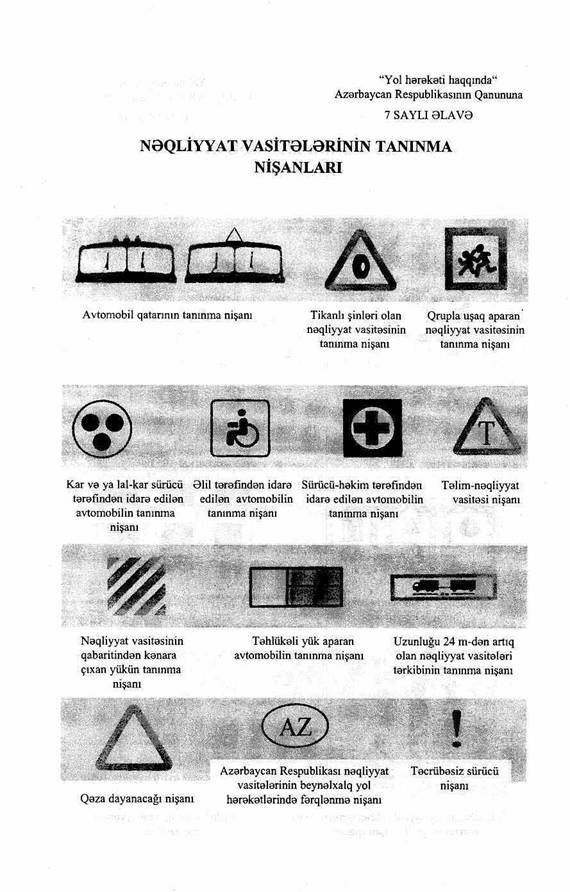 “Yol hərəkəti haqqında“
Azərbaycan Respublikasının Qanununa
7 SAYLI ƏLAVƏ
NƏQLİYYAT VASİTƏLƏRİNİN TANINMA
NİŞANLARI
Avtomobil qatarının tanınma nişanı
Tikanlı şinləri olan
nəqliyyat vasitəsinin
tanınma nişanı
Qrupla uşaq aparan
nəqliyyat vasitəsinin
tanınma nişanı
Kar və ya lal-kar sürücü
tərəfindən idarə edilən
avtomobilin tanınma
nişanı
Əlil tərəfindən idarə
edilən avtomobilin
tanınma nişanı
Sürücü-həkim tərəfindən
idarə edilən avtomobilin
tanınma nişanı
T
Təlim-nəqliyyat
vasitəsi nişanı
Nəqliyyat vasitəsinin
qabaritindən kənara
çıxan yükün tanınma
nişanı
Təhlükəli yük aparan
avtomobilin tanınma nişanı
Uzunluğu 24 m-dən artıq
olan nəqliyyat vasitələri
tərkibinin tanınma nişanı
Qəza dayanacağı nişanı
AZ
Azərbaycan Respublikası nəqliyyat
vasitələrinin beynəlxalq yol
hərəkətlərində fərqlənmə nişanı
!
Təcrübəsiz sürücü
nişanı